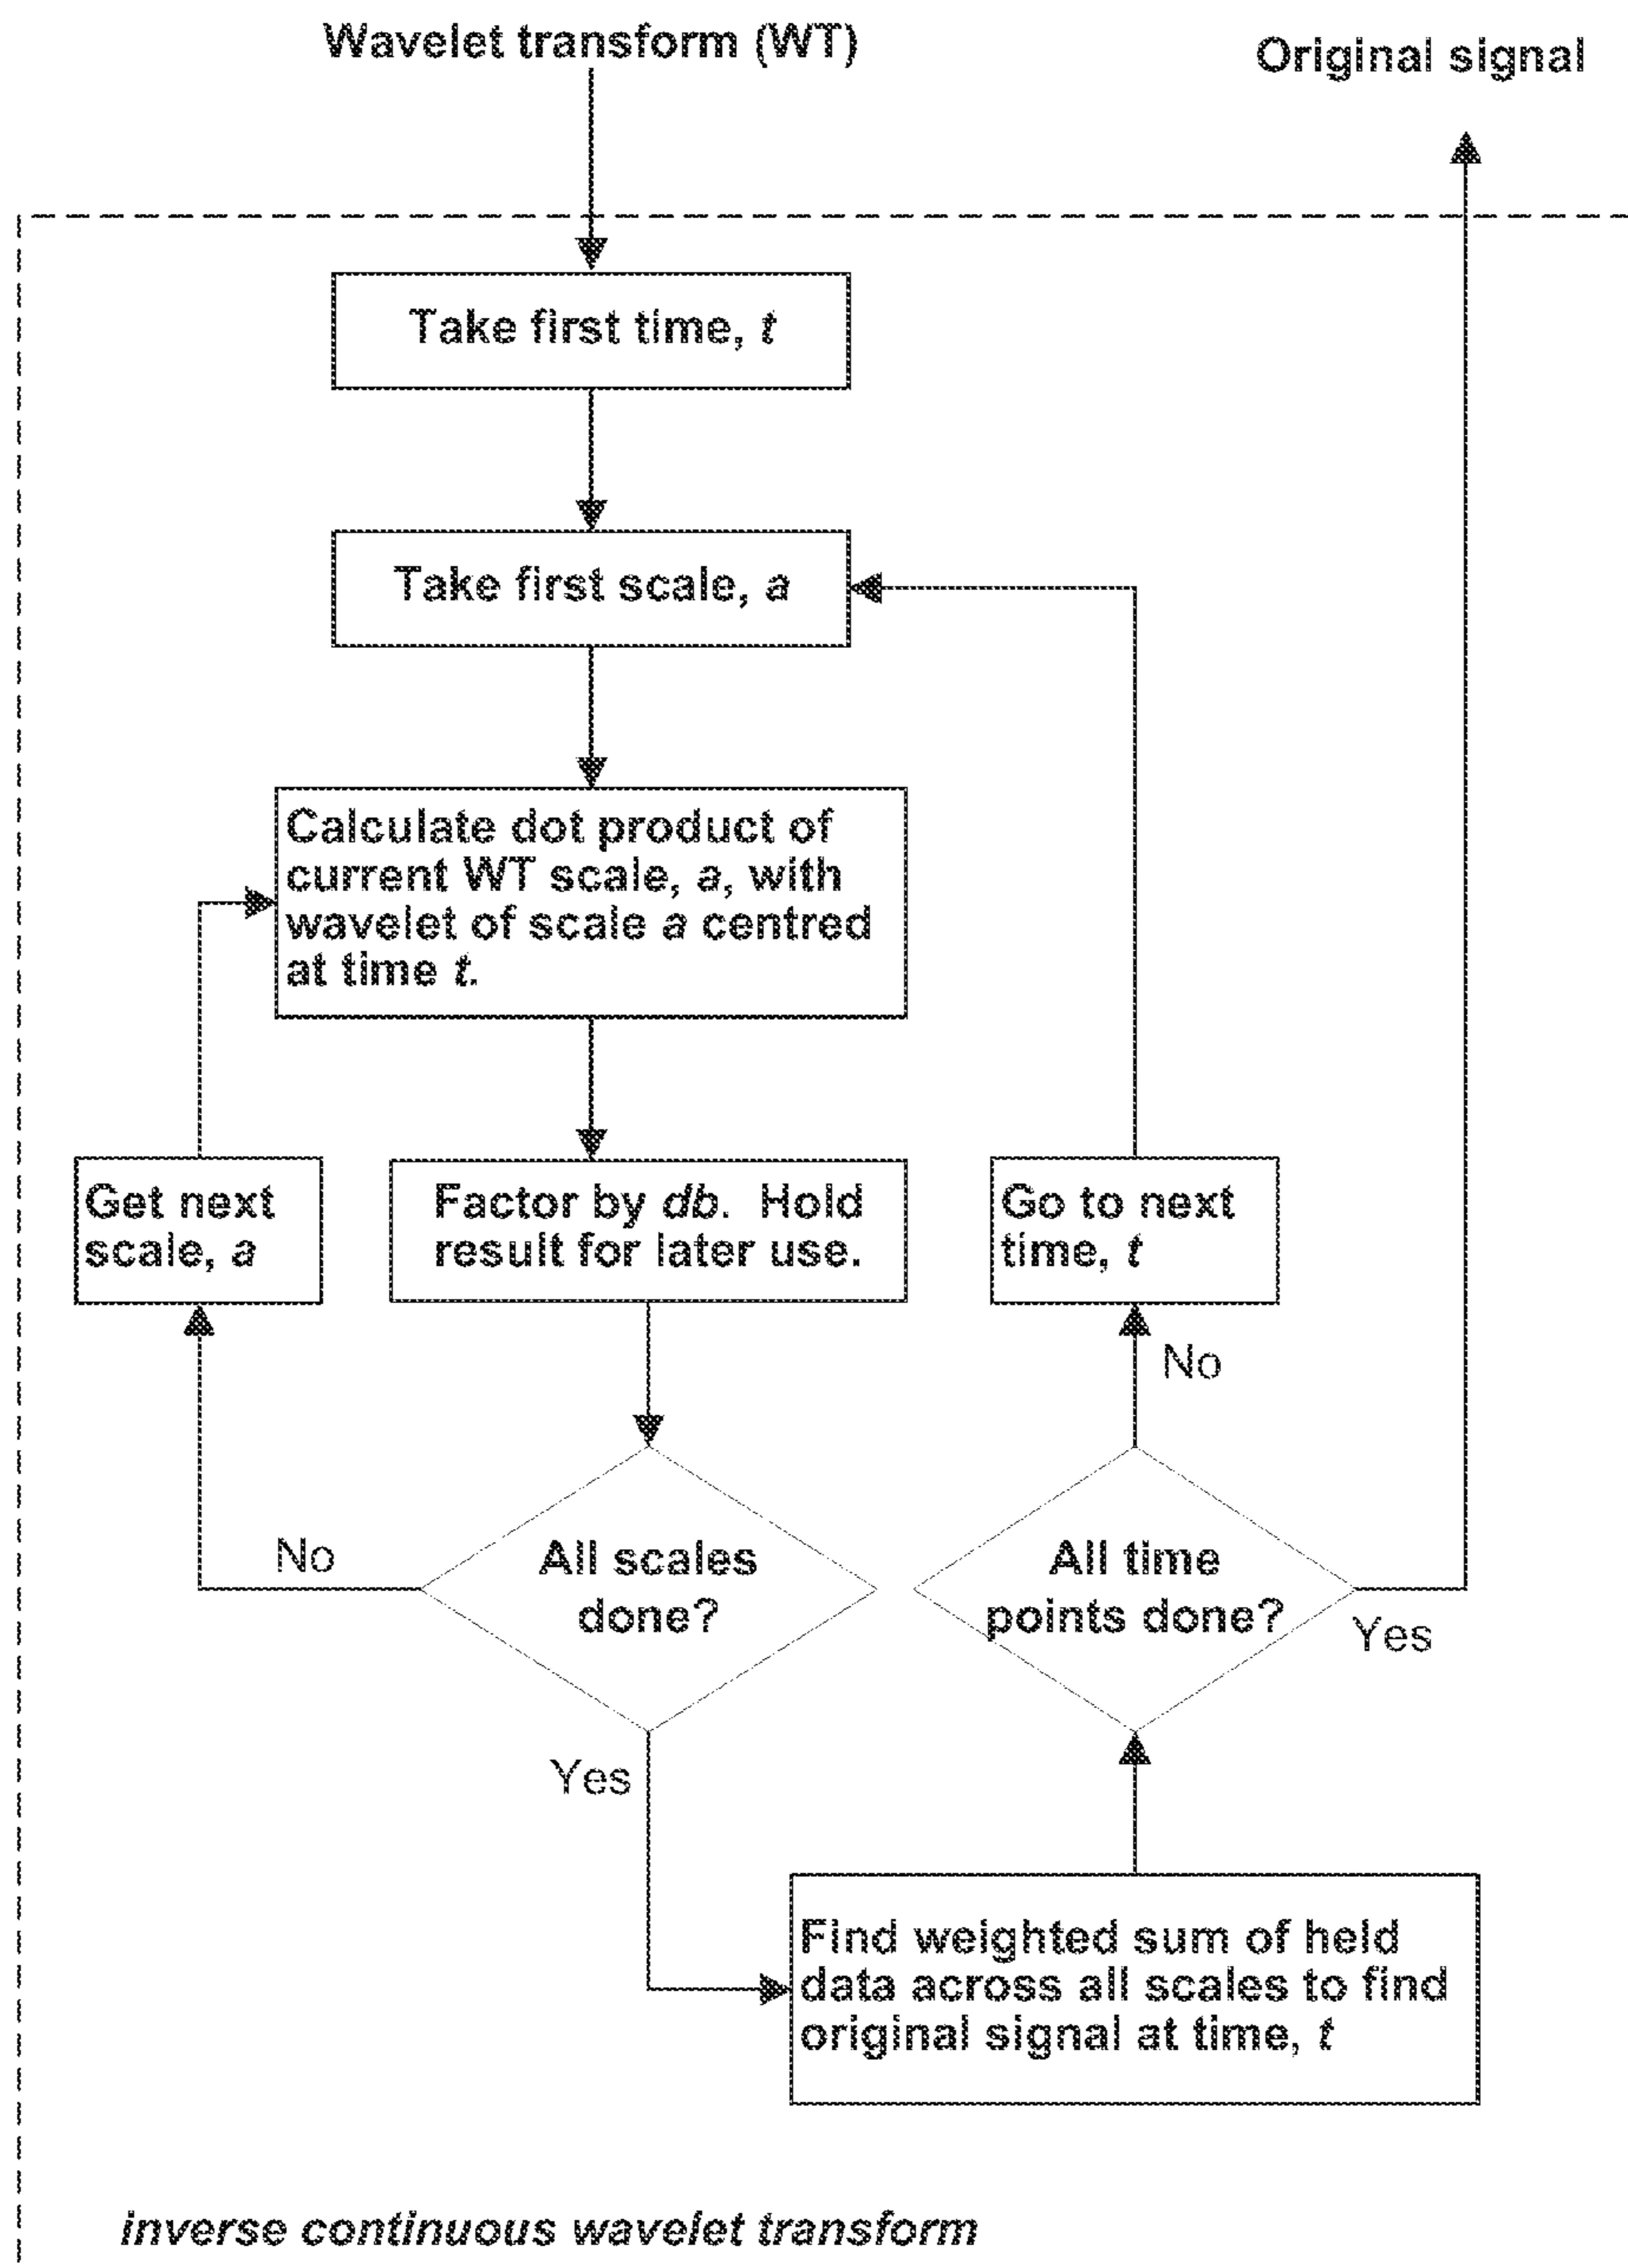 Wavelet transform (WT)
Original signal
Take first time, t
Take first scale, a
Calculate dot product of
current WT scale, a, with
wavelet of scale a centred
at time t.
Get next
scale, a
Factor by db. Hold
result for later use.
Go to next
time, t
No
No
All scales
done?
All time
points done?
Yes
Yes
Find weighted sum of held
data across all scales to find
original signal at time, t
inverse continuous wavelet transform